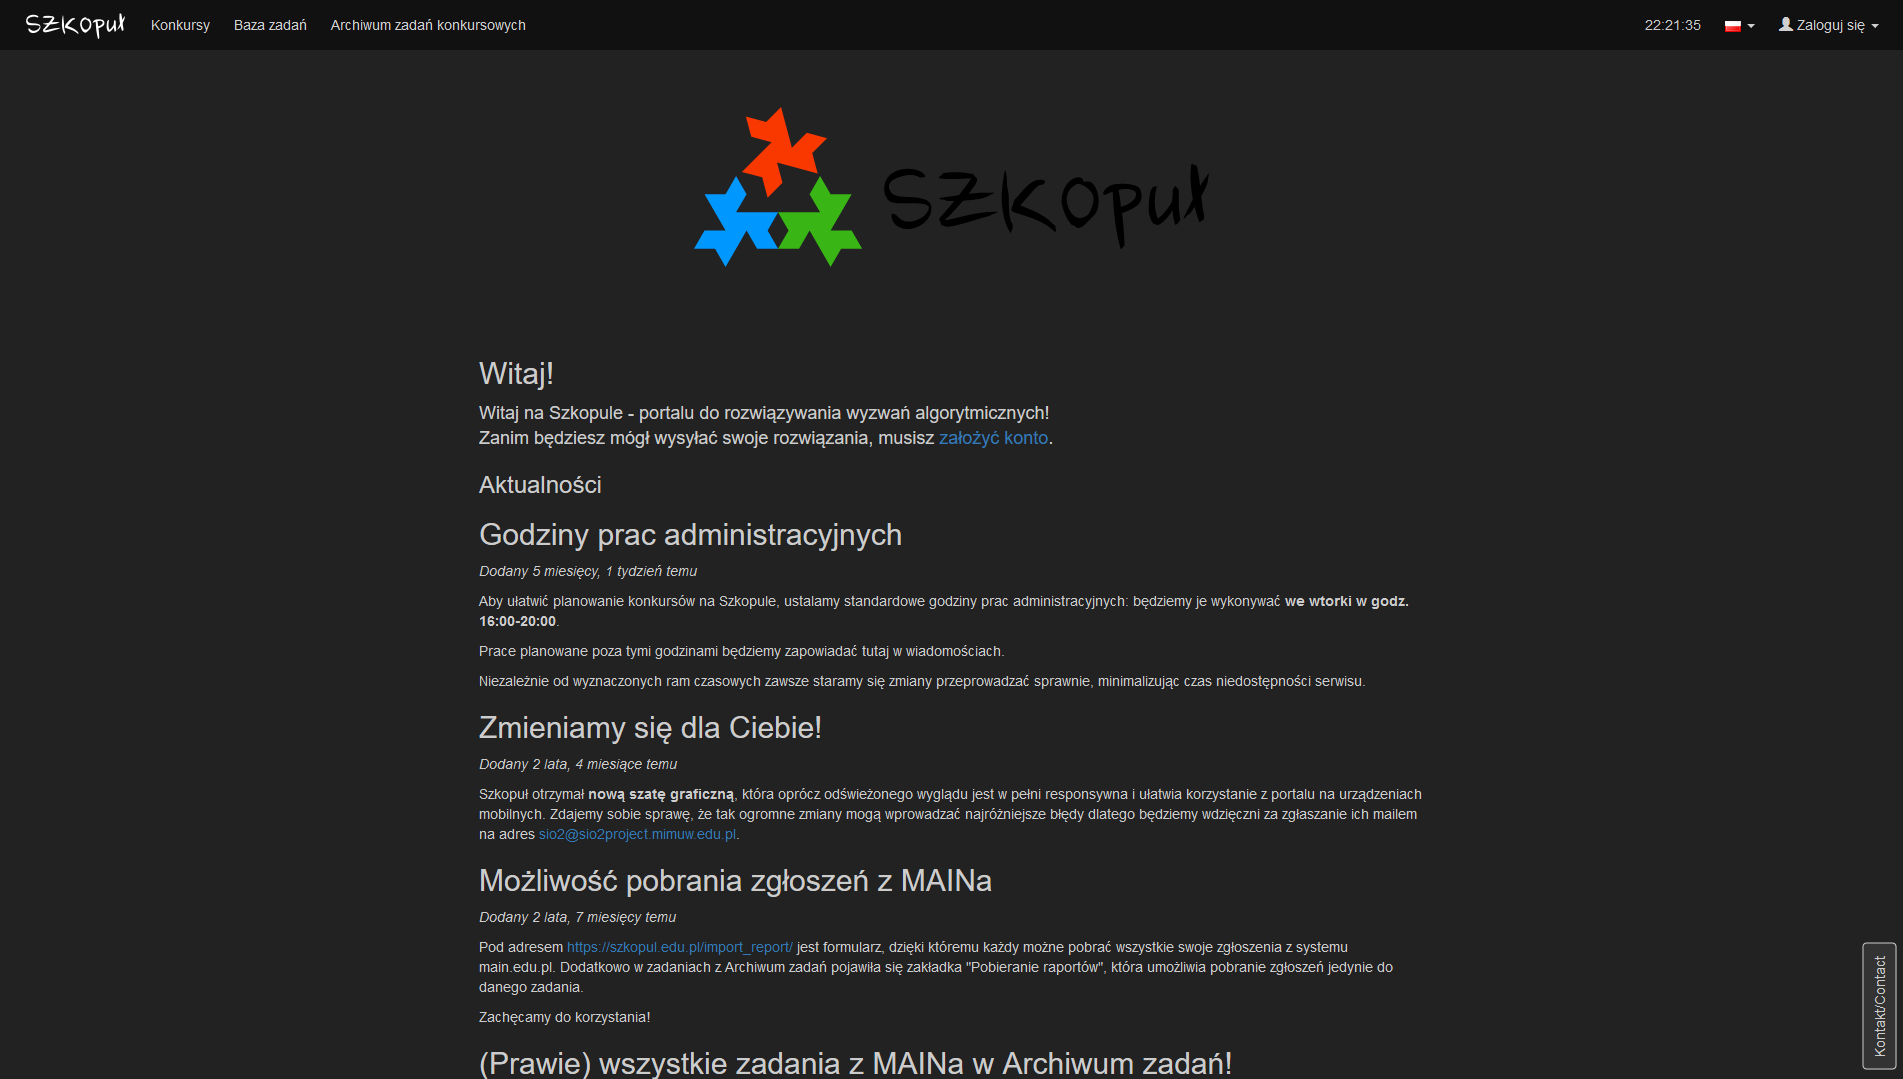 Szkopuł Konkursy Baza zadań Archiwum zadań konkursowych 22:21:35 Zaloguj się
Szkopuł
Witaj!
Witaj na Szkopule - portalu do rozwiązywania wyzwań algorytmicznych!
Zanim będziesz mógł wysyłać swoje rozwiązania, musisz założyć konto.
Aktualności
Godziny prac administracyjnych
Dodany 5 miesięcy, 1 tydzień temu
Aby ułatwić planowanie konkursów na Szkopule, ustalamy standardowe godziny prac administracyjnych: będziemy je wykonywać we wtorki w godz.
16:00-20:00.
Prace planowane poza tymi godzinami będziemy zapowiadać tutaj w wiadomościach.
Niezależnie od wyznaczonych ram czasowych zawsze staramy się zmiany przeprowadzać sprawnie, minimalizując czas niedostępności serwisu.
Zmieniamy się dla Ciebie!
Dodany 2 lata, 4 miesiące temu
Szkopuł otrzymał nową szatę graficzną, która oprócz odświeżonego wyglądu jest w pełni responsywna i ułatwia korzystanie z portalu na urządzeniach
mobilnych. Zdajemy sobie sprawę, że tak ogromne zmiany mogą wprowadzać najróżniejsze błędy dlatego będziemy wdzięczni za zgłaszanie ich mailem
na adres sio2@sio2project.mimuw.edu.pl.
Możliwość pobrania zgłoszeń z MAINa
Dodany 2 lata, 7 miesięcy temu
Pod adresem https://szkopul.edu.pl/import_report/ jest formularz, dzięki któremu każdy możne pobrać wszystkie swoje zgłoszenia z systemu
main.edu.pl. Dodatkowo w zadaniach z Archiwum zadań pojawiła się zakładka "Pobieranie raportów", która umożliwia pobranie zgłoszeń jedynie do
danego zadania.
Zachęcamy do korzystania!
(Prawie) wszystkie zadania z MAINa w Archiwum zadań!
Kontakt/Contact